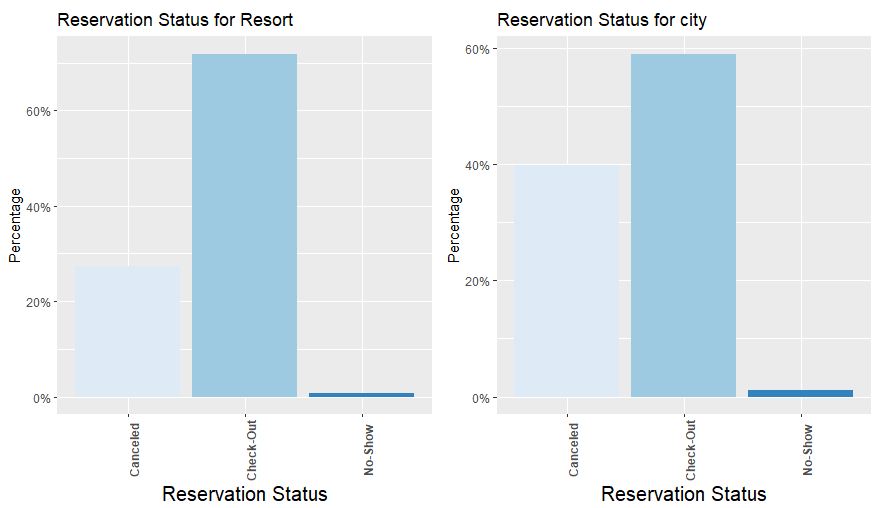 Reservation Status for Resort
Percentage
60%
40%
20%
0%
Canceled
Check-Out
No-Show
Reservation Status
Reservation Status for city
Percentage
60%
40%
20%
0%
Canceled
Check-Out
No-Show
Reservation Status